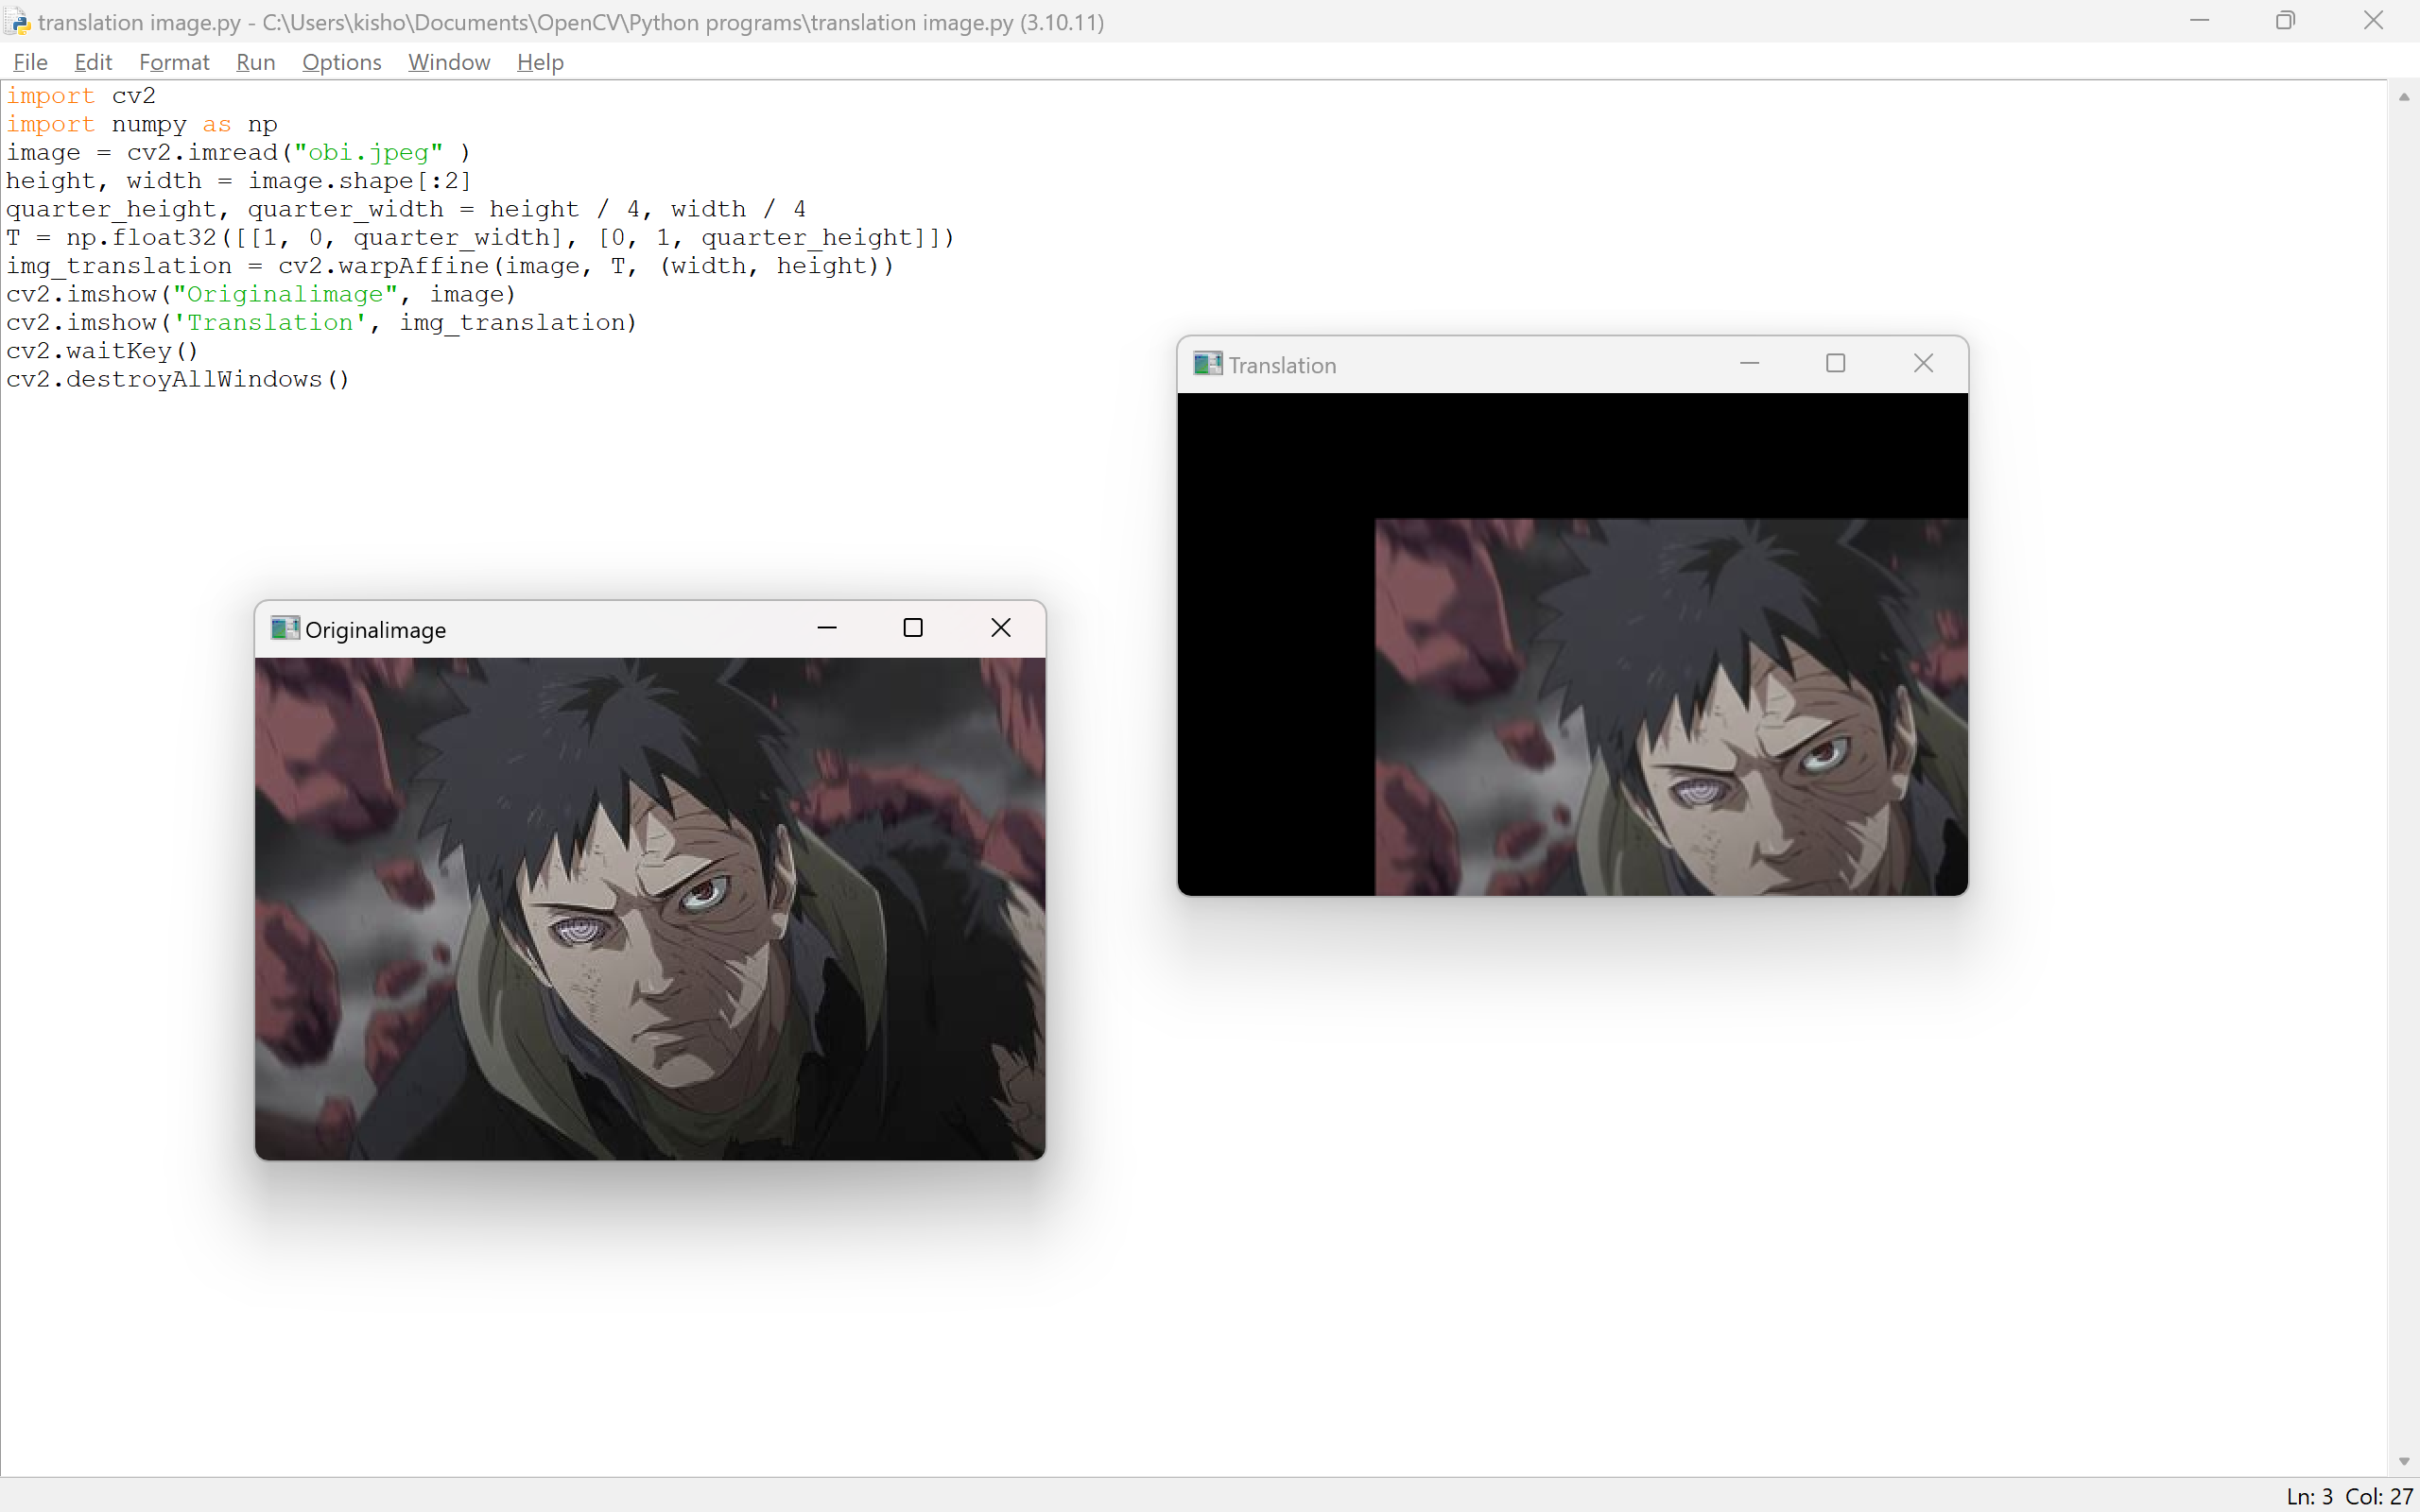 translation image.py - C:\Users\kisho\Documents\OpenCV\Python programs\translation image.py (3.10.11)
File Edit Format Run Options Window Help
import cv2
import numpy as np
image = cv2.imread("obi.jpeg" )
height, width = image.shape[:2]
quarter_height, quarter_width = height / 4, width / 4
T = np.float32([[1, 0, quarter_width], [0, 1, quarter_height]])
img_translation = cv2.warpAffine(image, T, (width, height))
cv2.imshow("Originalimage", image)
cv2.imshow('Translation', img_translation)
cv2.waitKey()
cv2.destroyAllWindows()
Translation
Originalimage
Ln: 3 Col: 27